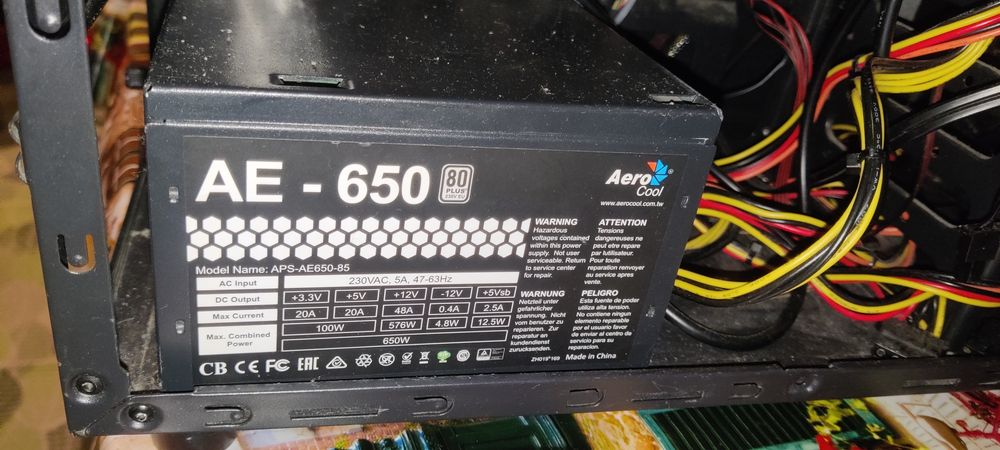 AE - 650
80
PLUS
230V EU
Aero
Cool
www.aerocool.com.tw
WARNING
Hazardous
voltages contained
within this power
supply. Not user
serviceable. Return
to service center
for repair.
ATTENTION
Tensions
dangereuses ne
peut etre repare
par l'utilisateur.
Pour toute
reparation renvoyer
au service apres
vente.
Model Name: APS-AE650-85
AC Input 230VAC, 5A, 47-63Hz
DC Output +3.3V +5V +12V -12V +5Vsb
Max Current 20A 20A 48A 0.4A 2.5A
Max. Combined Power 100W 576W 4.8W 12.5W
650W
WARNUNG
Netzteil unter
gefahrlicher
spannung. Nicht
vom benutzer zu
reparieren. Zur
reparatur an
kundendienst
zurucksenden.
PELIGRO
Esta fuente de poder
utiliza alta tension.
No contiene ningun
elemento reparable
por el usuario favor
de enviar al centro de
servicio para su
reparacion.
CB CE FC EAC
ZH019*169 Made in China